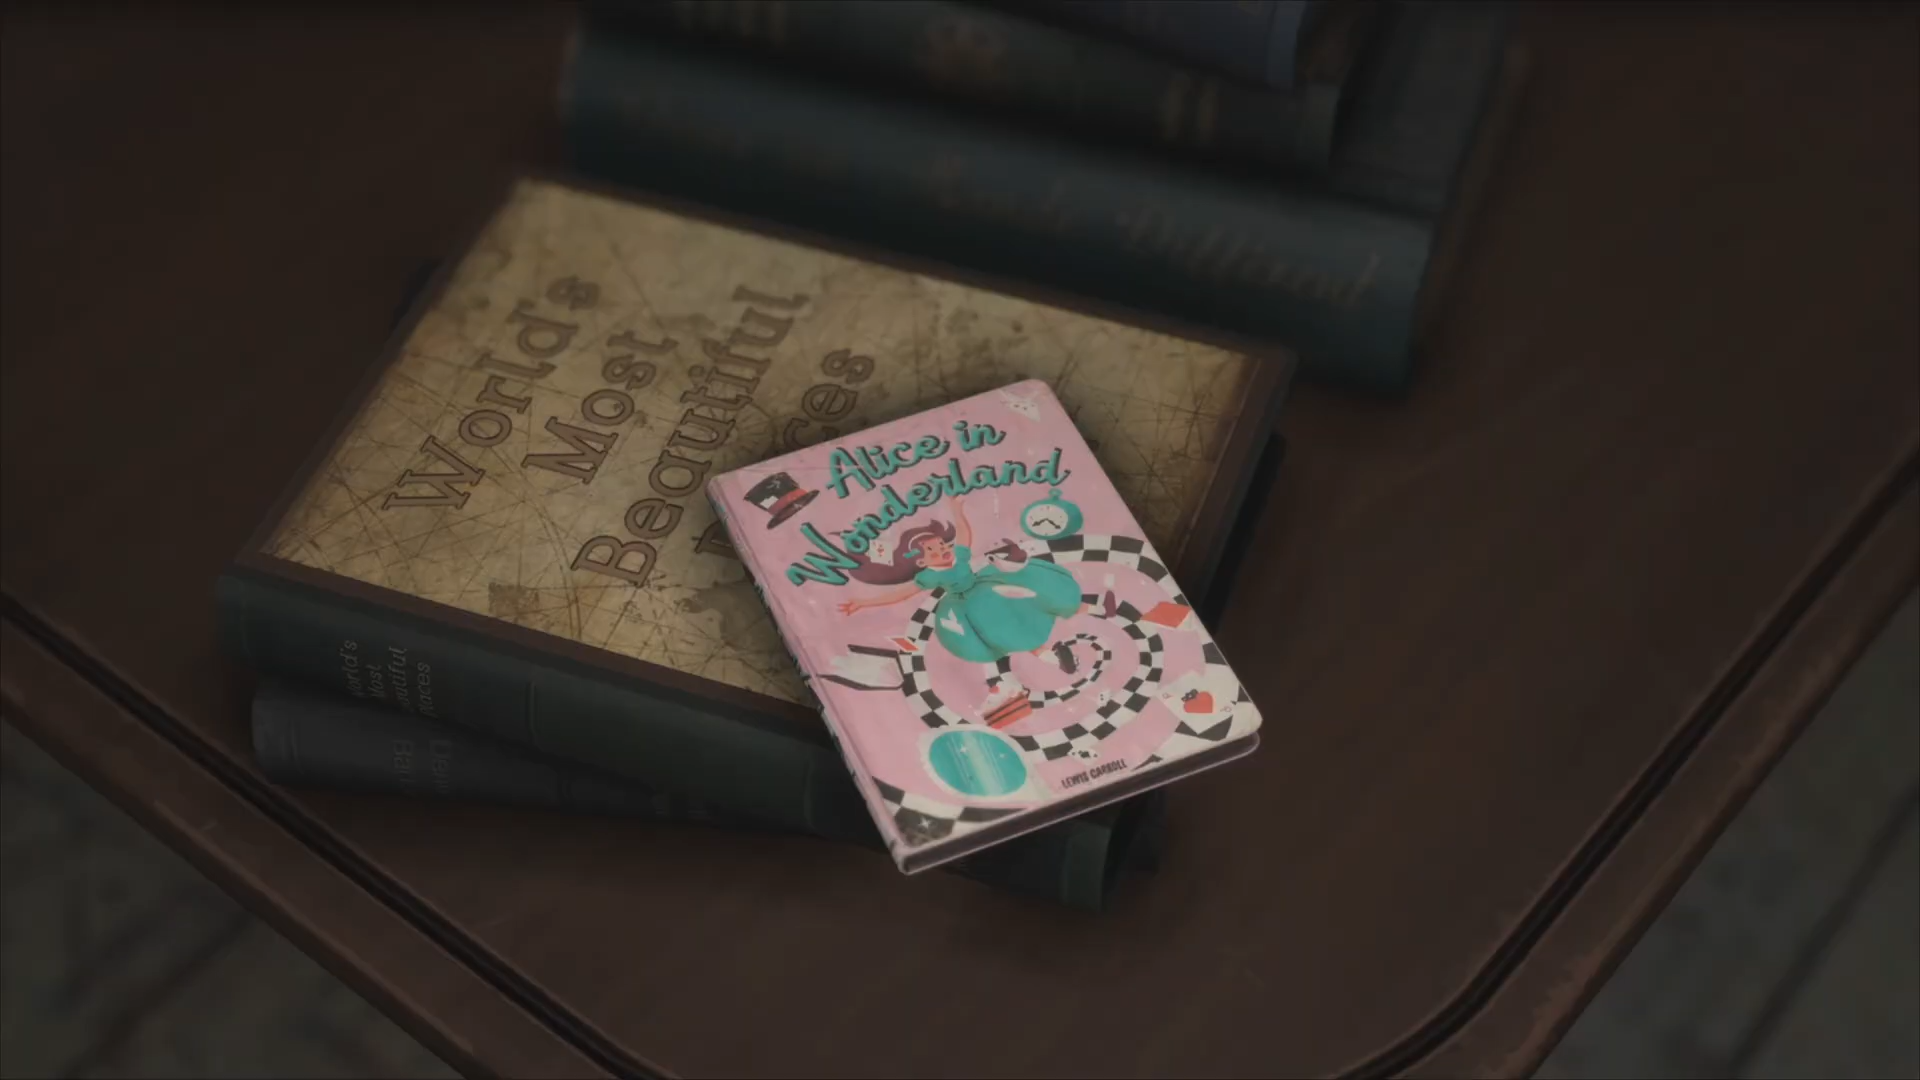 World's
Most
Beautiful
Alice in
Wonderland
LEWIS CARROLL
World's
Most
Beautiful
Places